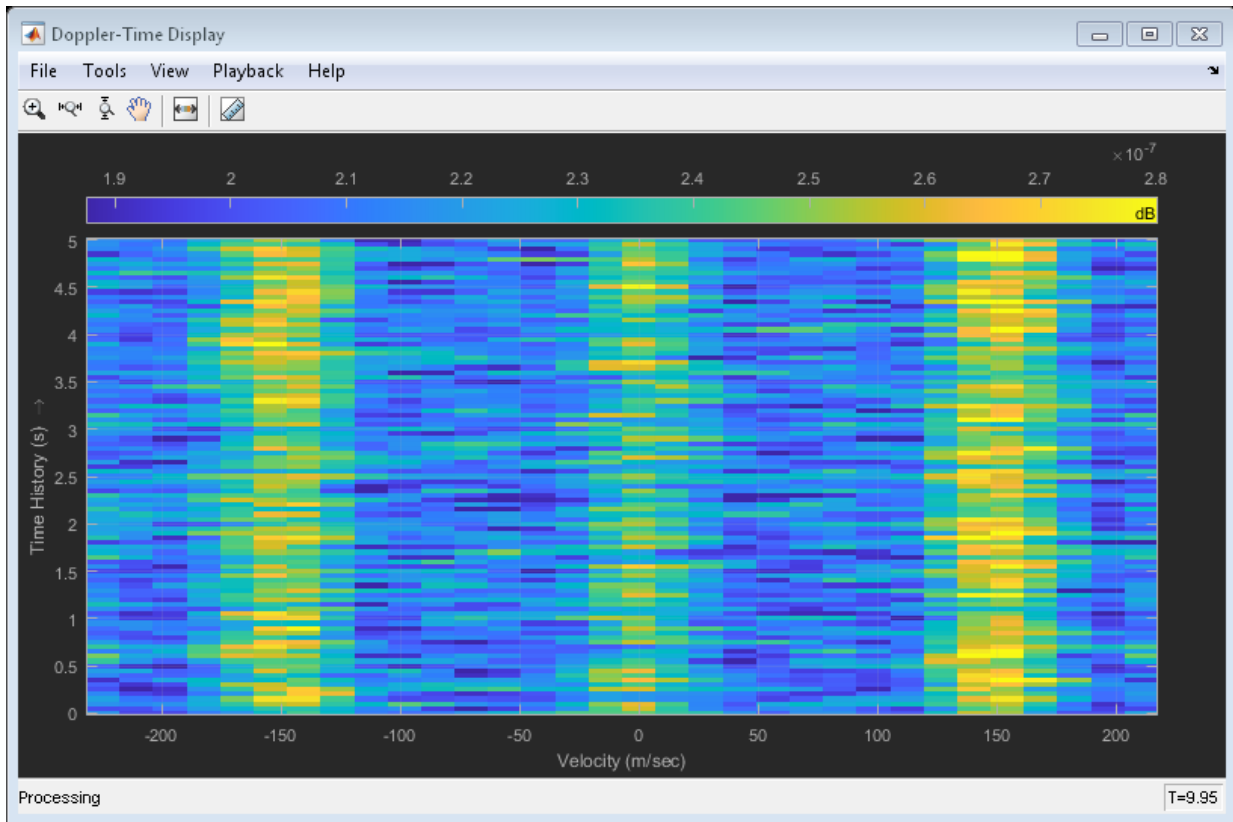 Doppler-Time Display
File Tools View Playback Help
×10-7
1.9 2 2.1 2.2 2.3 2.4 2.5 2.6 2.7 2.8
dB
5
4.5
4
3.5
3
2.5
2
1.5
1
0.5
0
Time History (s) →
-200 -150 -100 -50 0 50 100 150 200
Velocity (m/sec)
Processing T=9.95